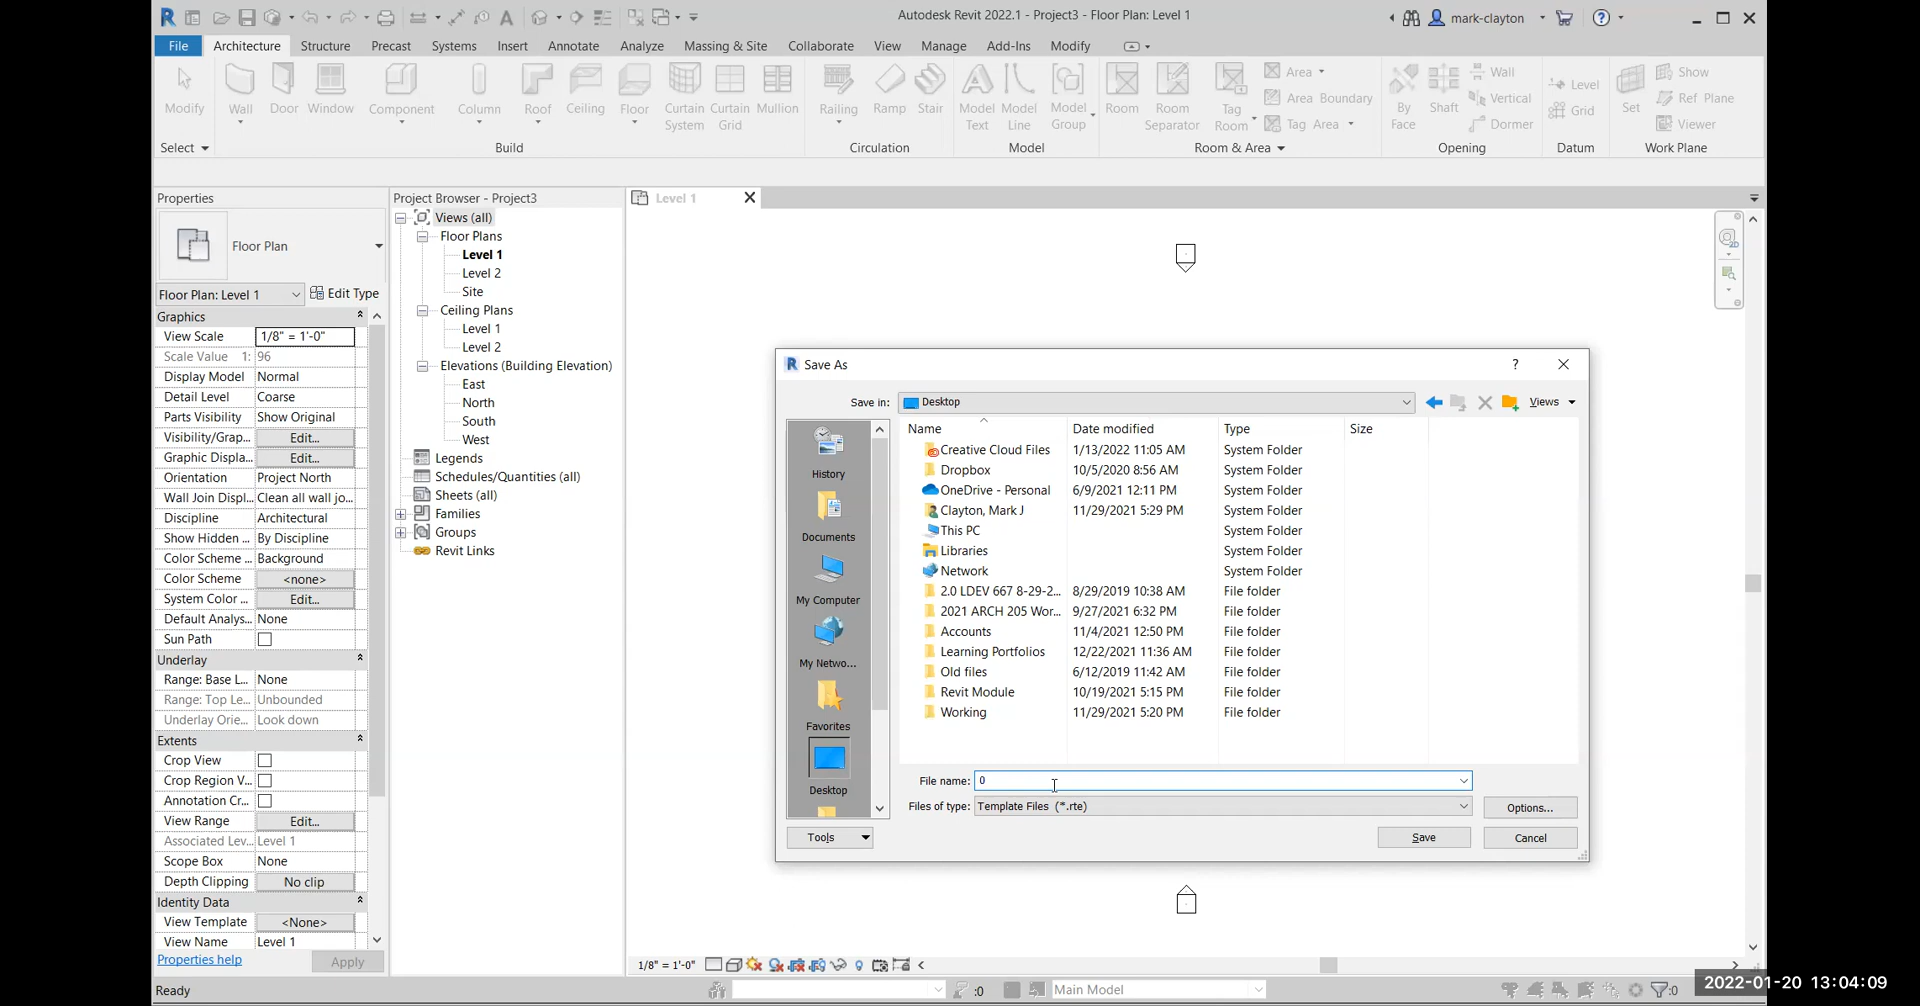 Autodesk Revit 2022.1 - Project3 - Floor Plan: Level 1
mark-clayton
File Architecture Structure Precast Systems Insert Annotate Analyze Massing & Site Collaborate View Manage Add-Ins Modify
Modify Wall Door Window Component Column Roof Ceiling Floor Curtain System Curtain Grid Mullion Railing Ramp Stair Model Text Model Line Model Group Room Room Separator Tag Room
Area
Area Boundary
Tag Area
By Face Shaft
Wall
Vertical
Dormer
Level
Grid
Set
Show
Ref Plane
Viewer
Select Build Circulation Model Room & Area Opening Datum Work Plane
Properties
Floor Plan
Floor Plan: Level 1 Edit Type
Graphics
View Scale 1/8" = 1'-0"
Scale Value 1: 96
Display Model Normal
Detail Level Coarse
Parts Visibility Show Original
Visibility/Grap... Edit...
Graphic Displa... Edit...
Orientation Project North
Wall Join Displ... Clean all wall jo...
Discipline Architectural
Show Hidden ... By Discipline
Color Scheme ... Background
Color Scheme <none>
System Color ... Edit...
Default Analys... None
Sun Path
Underlay
Range: Base L... None
Range: Top Le... Unbounded
Underlay Orie... Look down
Extents
Crop View
Crop Region V...
Annotation Cr...
View Range Edit...
Associated Lev... Level 1
Scope Box None
Depth Clipping No clip
Identity Data
View Template <None>
View Name Level 1
Properties help Apply
Project Browser - Project3
Views (all)
Floor Plans
Level 1
Level 2
Site
Ceiling Plans
Level 1
Level 2
Elevations (Building Elevation)
East
North
South
West
Legends
Schedules/Quantities (all)
Sheets (all)
Families
Groups
Revit Links
Level 1
Save As
Save in: Desktop Views
History
Documents
My Computer
My Netwo...
Favorites
Desktop
Name Date modified Type Size
Creative Cloud Files 1/13/2022 11:05 AM System Folder
Dropbox 10/5/2020 8:56 AM System Folder
OneDrive - Personal 6/9/2021 12:11 PM System Folder
Clayton, Mark J 11/29/2021 5:29 PM System Folder
This PC System Folder
Libraries System Folder
Network System Folder
2.0 LDEV 667 8-29-2... 8/29/2019 10:38 AM File folder
2021 ARCH 205 Wor... 9/27/2021 6:32 PM File folder
Accounts 11/4/2021 12:50 PM File folder
Learning Portfolios 12/22/2021 11:36 AM File folder
Old files 6/12/2019 11:42 AM File folder
Revit Module 10/19/2021 5:15 PM File folder
Working 11/29/2021 5:20 PM File folder
File name: 0
Files of type: Template Files (*.rte) Options...
Tools Save Cancel
1/8" = 1'-0"
Ready :0 Main Model :0
2022-01-20 13:04:09